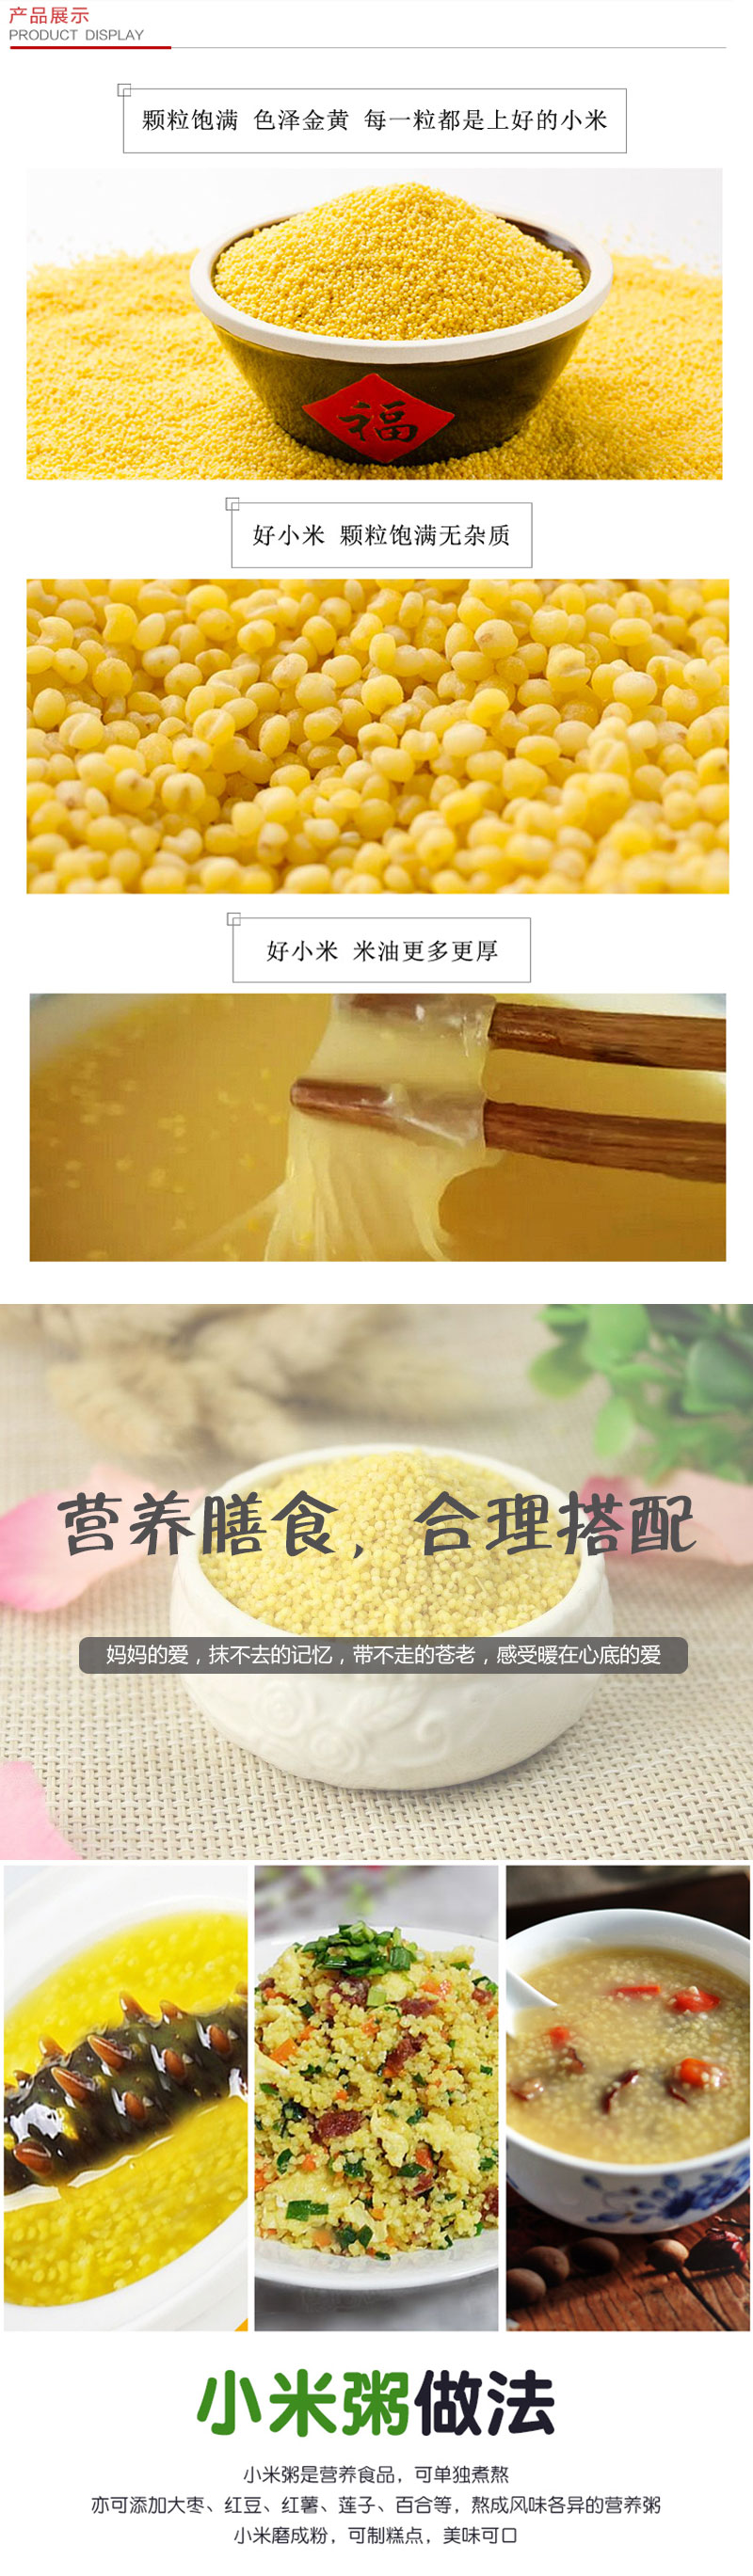 产品展示
PRODUCT DISPLAY
颗粒饱满 色泽金黄 每一粒都是上好的小米
福
好小米 颗粒饱满无杂质
好小米 米油更多更厚
营养膳食，合理搭配
妈妈的爱，抹不去的记忆，带不走的苍老，感受暖在心底的爱
小米粥做法
小米粥是营养食品，可单独煮熬
亦可添加大枣、红豆、红薯、莲子、百合等，熬成风味各异的营养粥
小米磨成粉，可制糕点，美味可口